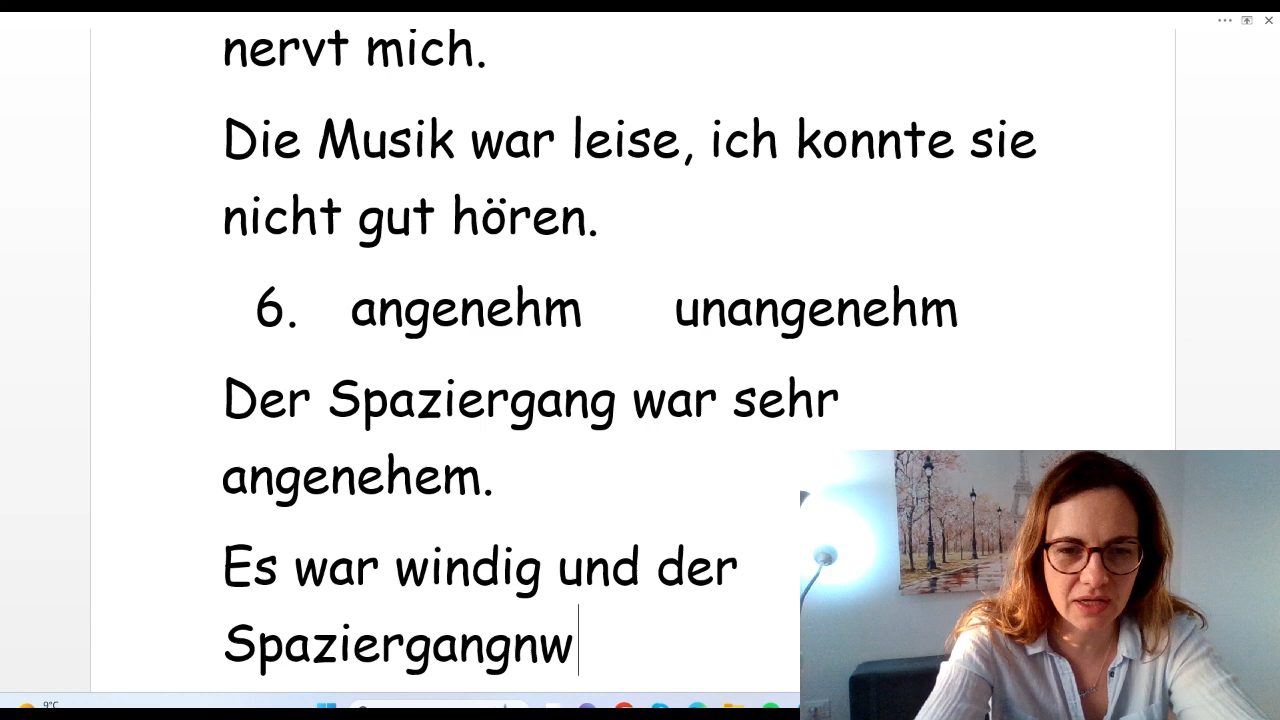 nervt mich.
Die Musik war leise, ich konnte sie
nicht gut hören.
6. angenehm unangenehm
Der Spaziergang war sehr
angenehem.
Es war windig und der
Spaziergangnw
9°C